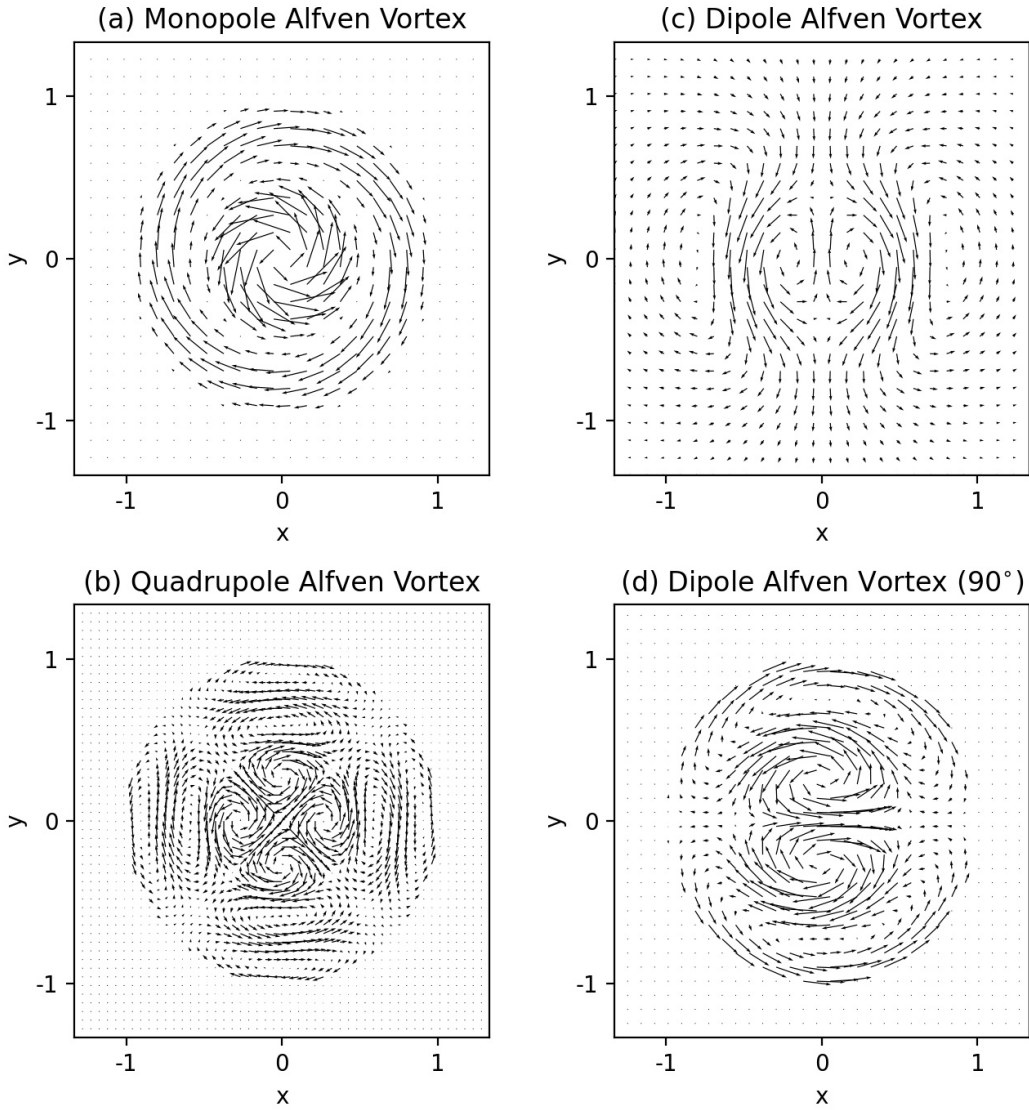 (a) Monopole Alfven Vortex
1
0
-1
y
-1 0 1
x
(c) Dipole Alfven Vortex
1
0
-1
y
-1 0 1
x
(b) Quadrupole Alfven Vortex
1
0
-1
y
-1 0 1
x
(d) Dipole Alfven Vortex (90°)
1
0
-1
y
-1 0 1
x